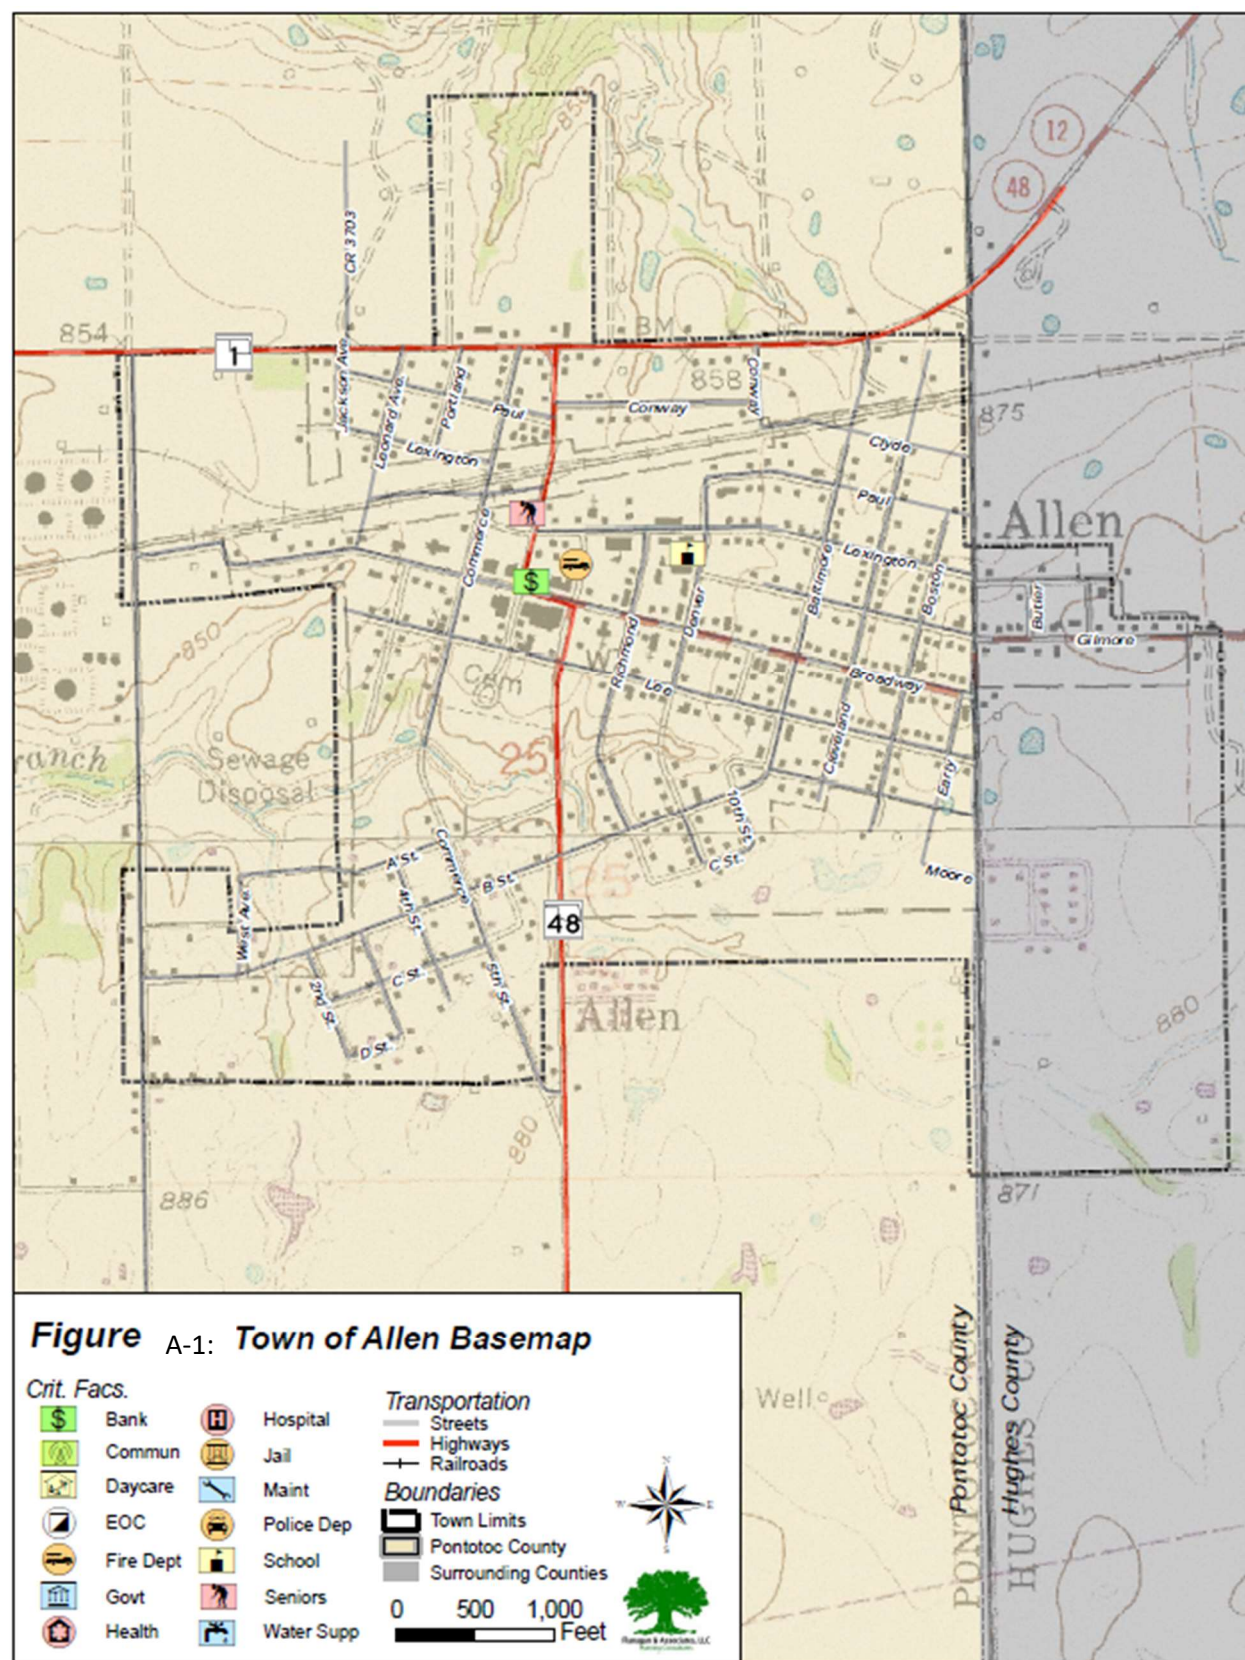 12
48
CR 3703
854
1
850
BM
858
875
Jackson Ave.
Leonard Ave.
Portland
Paul
Conway
Conway
Lexington
Clyde
Paul
Allen
Commerce
Lexington
Baltimore
Boston
Butler
Gilmore
Denver
Richmond
850
Lee
Broadway
Cem
Cleveland
25
ranch
Sewage
Disposal
Early
10th St.
C St.
Moore
Commerce
A St.
B St.
4th St.
25
48
West Ave.
C St.
5th St.
2nd St.
D St.
Allen
880
880
886
871
Well
Pontotoc County
Hughes County
PONTOTOC CO
HUGHES CO
Figure A-1: Town of Allen Basemap
Crit. Facs.
Bank
Commun
Daycare
EOC
Fire Dept
Govt
Health
Hospital
Jail
Maint
Police Dep
School
Seniors
Water Supp
Transportation
Streets
Highways
Railroads
Boundaries
Town Limits
Pontotoc County
Surrounding Counties
0 500 1,000
Feet
N
W E
S
Flanagan & Associates, LLC